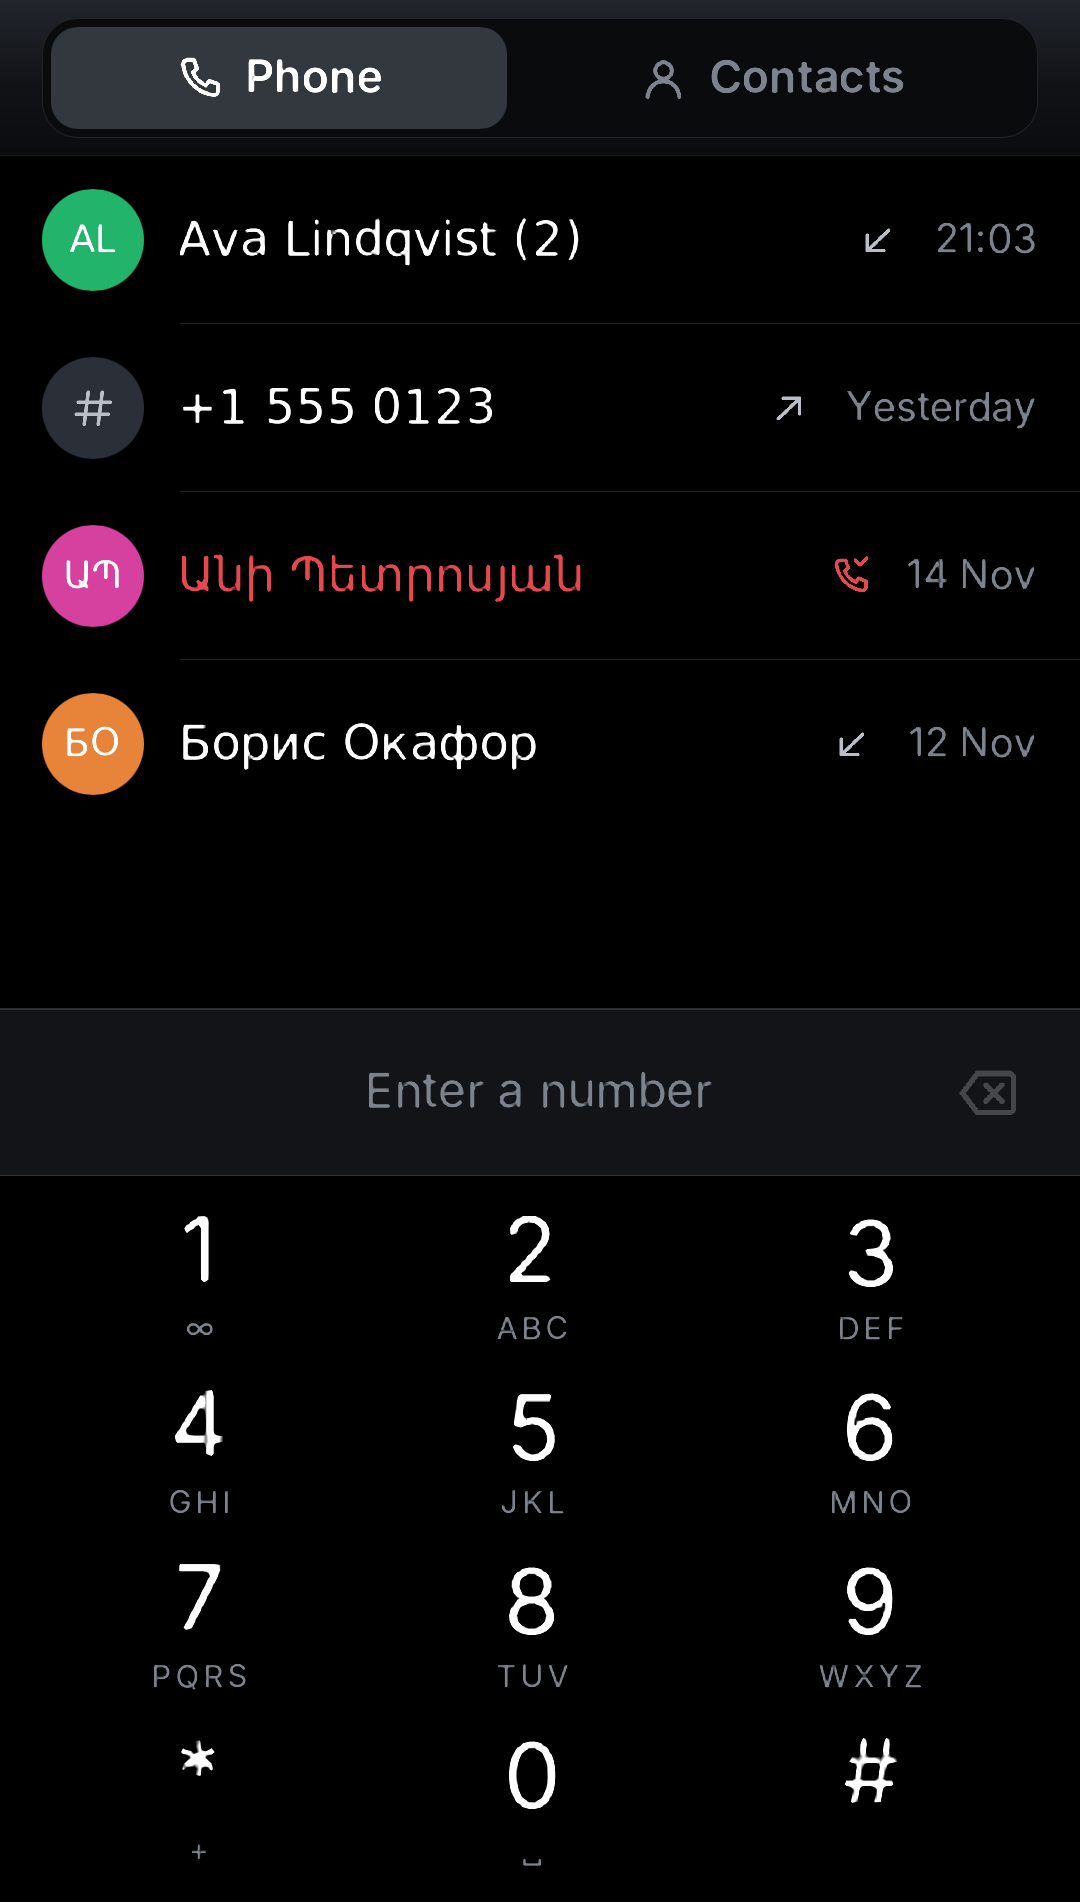 Phone Contacts
AL Ava Lindqvist (2) 21:03
# +1 555 0123 Yesterday
ԱՊ Անի Պետրոսյան 14 Nov
БО Борис Окафор 12 Nov
Enter a number
1 2 3
∞ ABC DEF
4 5 6
GHI JKL MNO
7 8 9
PQRS TUV WXYZ
* 0 #
+ ⎵